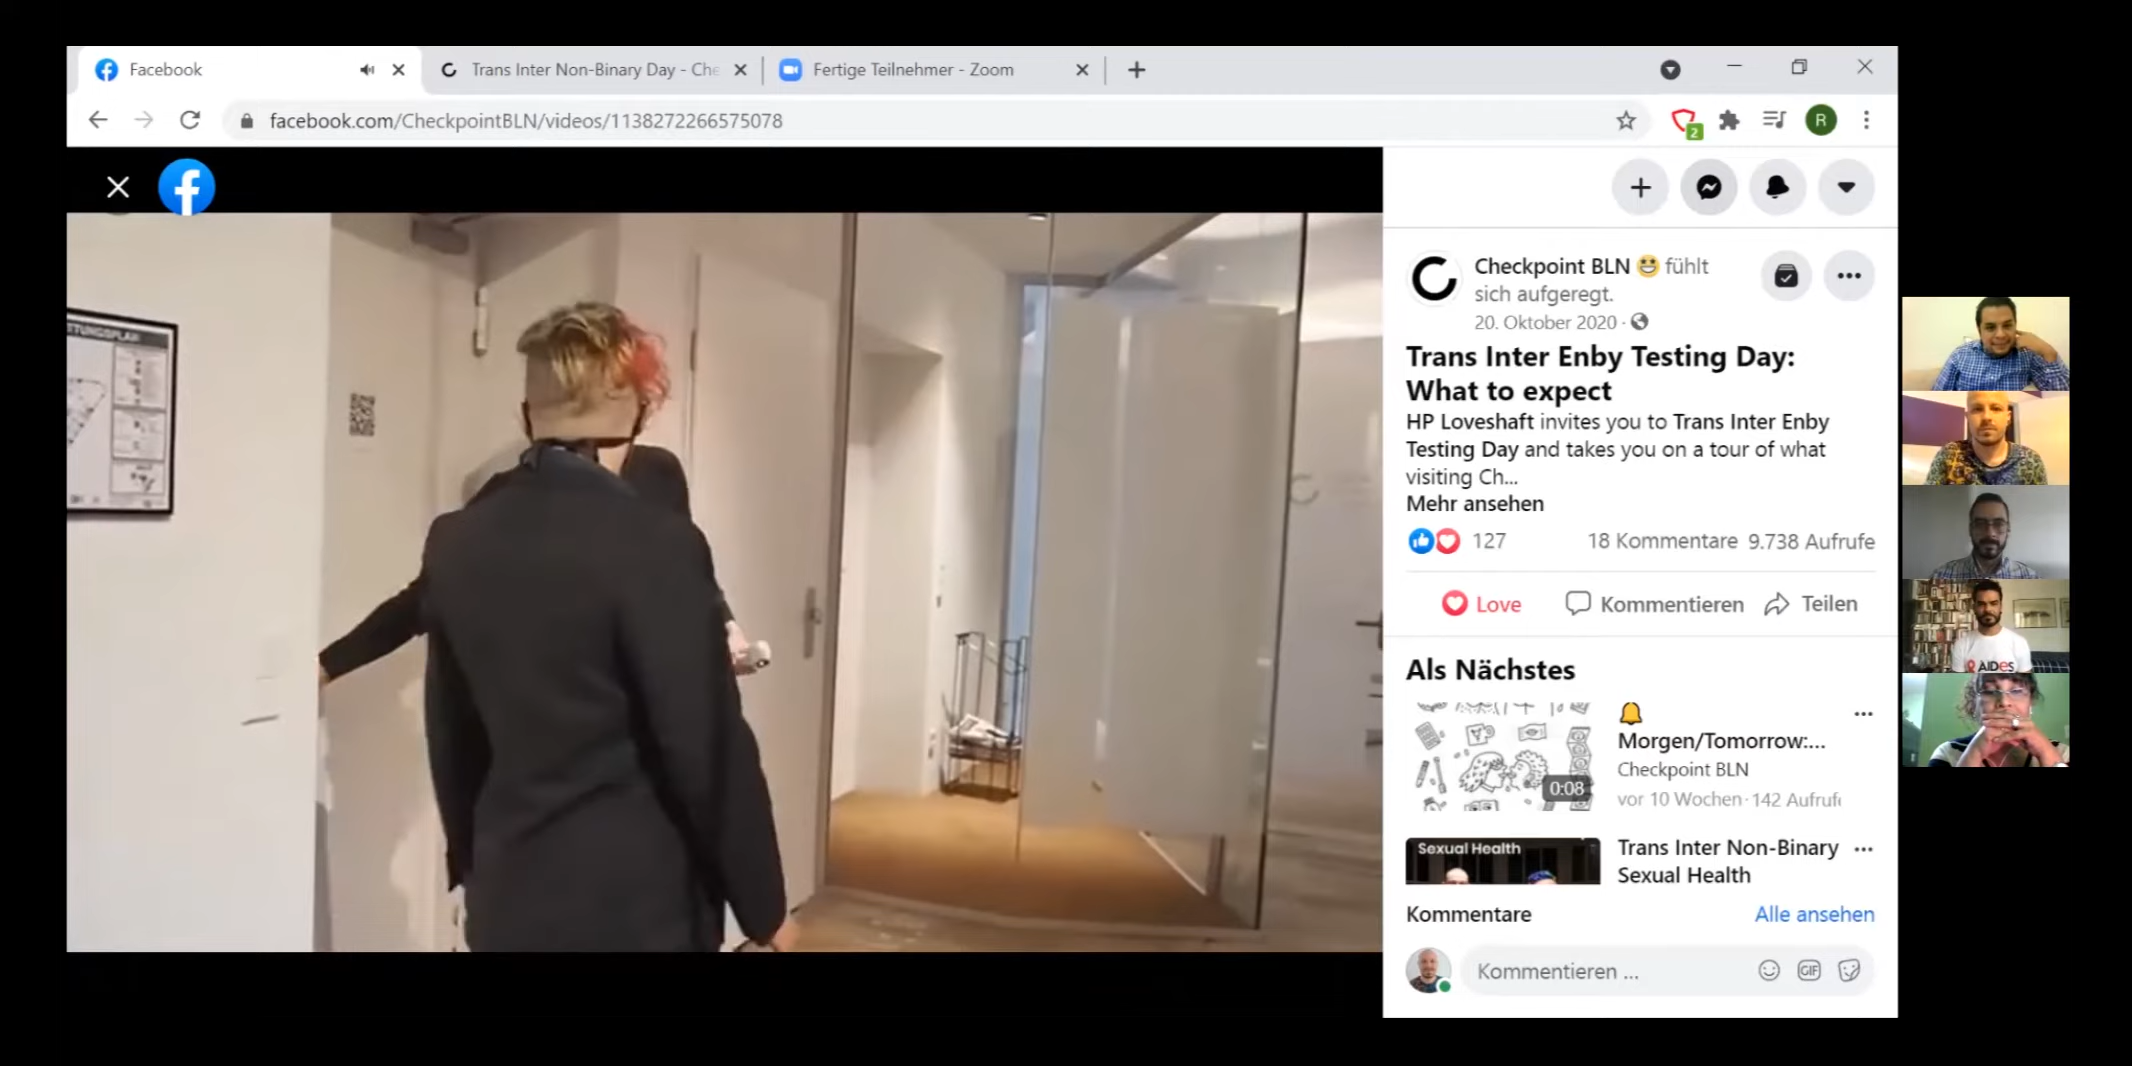 Facebook
Trans Inter Non-Binary Day - Che
Fertige Teilnehmer - Zoom
facebook.com/CheckpointBLN/videos/1138272266575078
2
R
TTUNGSPLAN
Checkpoint BLN 😀 fühlt
sich aufgeregt.
20. Oktober 2020 ·
Trans Inter Enby Testing Day:
What to expect
HP Loveshaft invites you to Trans Inter Enby
Testing Day and takes you on a tour of what
visiting Ch...
Mehr ansehen
127
18 Kommentare 9.738 Aufrufe
Love
Kommentieren
Teilen
Als Nächstes
0:08
🔔
Morgen/Tomorrow:...
Checkpoint BLN
vor 10 Wochen · 142 Aufrufe
Sexual Health
Trans Inter Non-Binary
Sexual Health
Kommentare
Alle ansehen
Kommentieren ...
GIF
AIDES